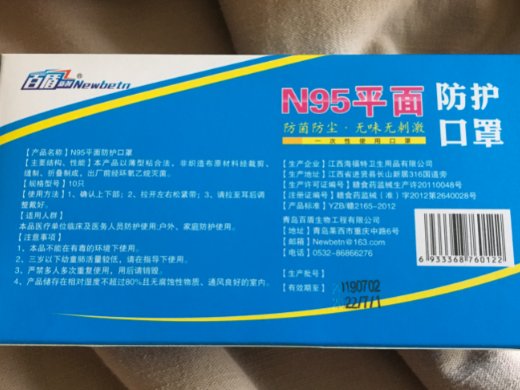 百盾 Newbetn
N95平面 防护口罩
防菌防尘·无味无刺激
一次性使用口罩
【产品名称】N95平面防护口罩
【主要结构、性能】本产品以薄型粘合法，非织造布原材料经裁剪、
缝制，折叠制成，出厂前经环氧乙烷灭菌。
【规格型号】10只
【使用方法】1、确认上下部；2、拉开左右松紧带；3、请拉至耳后调
整戴好。
【适用人群】
本品医疗单位临床及医务人员防护使用;户外、家庭防护使用。
【注意事项】
1、本品不能在有毒的环境下使用。
2、三岁以下幼童肺活量较低，请在指导下使用。
3、严禁多人多次重复使用，用后请销毁。
4、产品储存在相对湿度不超过80%且无腐蚀性物质、通风良好的室内。
【生产企业】江西海福特卫生用品有限公司
【地址】江西省进贤县长山新居316国道旁
【生产许可证编号】赣食药监械生产许20110048号
【注册证编号】赣食药监械（准）字2012第2640028号
【产品标准】YZB/赣2165-2012
青岛百盾生物工程有限公司
【地址】青岛莱西市重庆中路6号
【邮箱】Newbetn@163.com
【电话】0532-86866276
【生产批号】
【有效期至】
190702
22/7/1
6 933368 760122